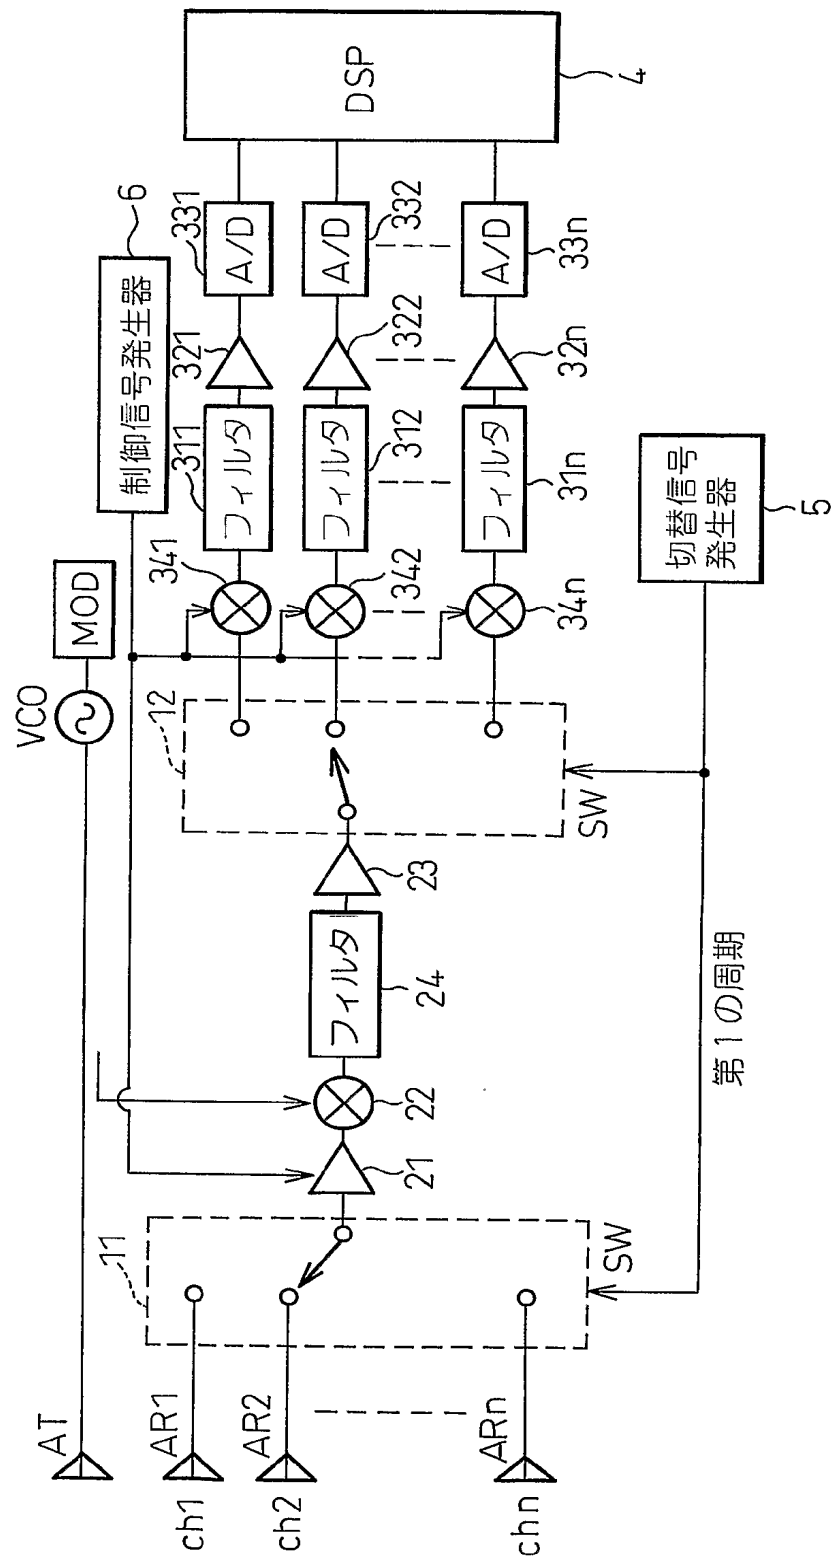 AT
VCO
MOD
制御信号発生器
6
AR1
ch1
AR2
ch2
ARn
chn
11
SW
21
22
フィルタ
24
23
12
SW
341
フィルタ
311
321
A/D
331
342
フィルタ
312
322
A/D
332
34n
フィルタ
31n
32n
A/D
33n
DSP
4
第1の周期
切替信号
発生器
5